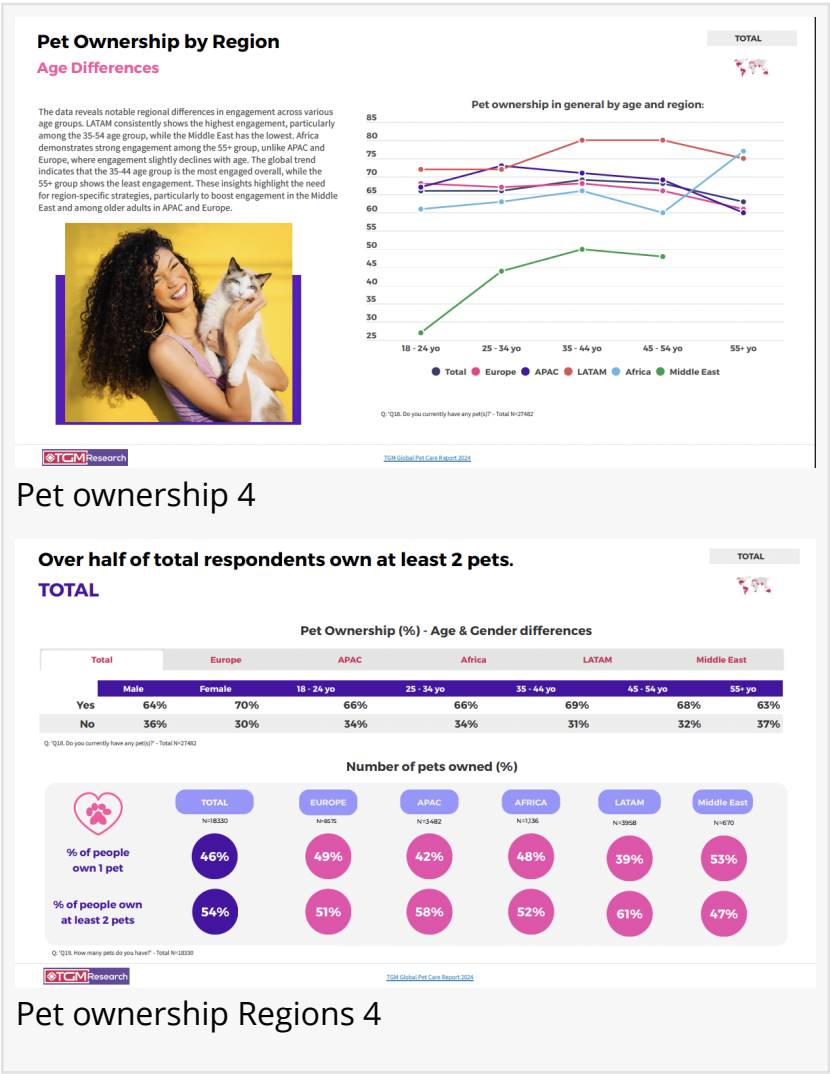 Pet Ownership by Region
TOTAL
Age Differences
The data reveals notable regional differences in engagement across various
age groups. LATAM consistently shows the highest engagement, particularly
among the 35-54 age group, while the Middle East has the lowest. Africa
demonstrates strong engagement among the 55+ group, unlike APAC and
Europe, where engagement slightly declines with age. The global trend
indicates that the 35-44 age group is the most engaged overall, while the
55+ group shows the least engagement. These insights highlight the need
for region-specific strategies, particularly to boost engagement in the Middle
East and among older adults in APAC and Europe.
Pet ownership in general by age and region:
85
80
75
70
65
60
55
50
45
40
35
30
25
18 - 24 yo 25 - 34 yo 35 - 44 yo 45 - 54 yo 55+ yo
Total Europe APAC LATAM Africa Middle East
Q: 'Q18. Do you currently have any pet(s)?' - Total N=27482
TGM Research
TGM Global Pet Care Report 2024
Pet ownership 4
Over half of total respondents own at least 2 pets.
TOTAL
TOTAL
Pet Ownership (%) - Age & Gender differences
Total Europe APAC Africa LATAM Middle East
Male Female 18 - 24 yo 25 - 34 yo 35 - 44 yo 45 - 54 yo 55+ yo
Yes 64% 70% 66% 66% 69% 68% 63%
No 36% 30% 34% 34% 31% 32% 37%
Q: 'Q18. Do you currently have any pet(s)?' - Total N=27482
Number of pets owned (%)
TOTAL EUROPE APAC AFRICA LATAM Middle East
N=18330 N=8575 N=3482 N=1,136 N=3958 N=670
% of people
own 1 pet
46% 49% 42% 48% 39% 53%
% of people own
at least 2 pets
54% 51% 58% 52% 61% 47%
Q: 'Q19. How many pets do you have?' - Total N=18330
TGM Research
TGM Global Pet Care Report 2024
Pet ownership Regions 4